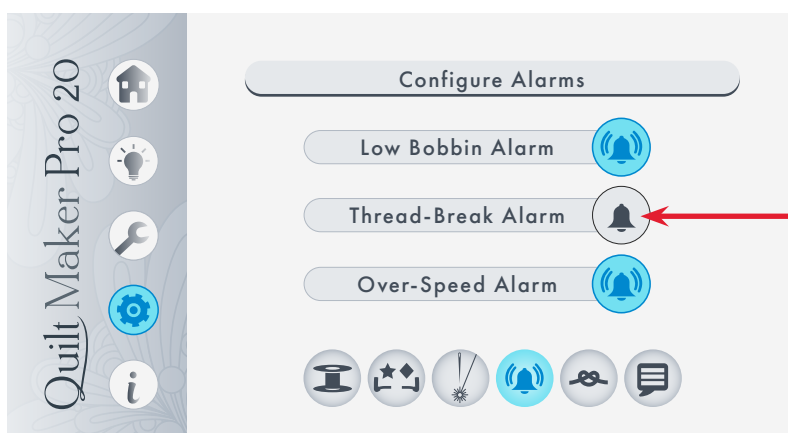 Quilt Maker Pro 20
i
Configure Alarms
Low Bobbin Alarm
Thread-Break Alarm
Over-Speed Alarm